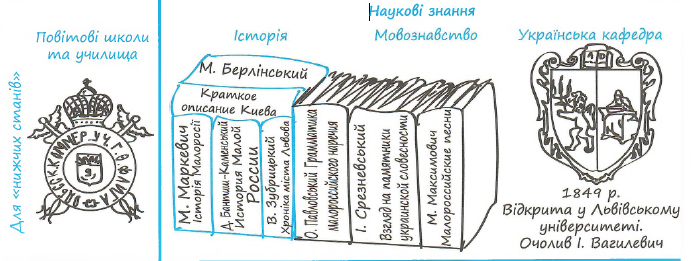 Наукові знання
Повітові школи
та училища
Історія
Мовознавство
Українська кафедра
Для «нижчих станів»
М. Берлінський
Краткое
описание Киева
М. Маркевич
Історія Малоросії
Д. Бантиш-Каменський
История Малой
России
В. Зубрицький
Хроніка міста Львова
О. Павловский Грамматика
малороссийского наречия
І. Срезневський
Взгляд на памятники
украинской словесности
М. Максимович
Малороссийские песни
1849 р.
Відкрита у Львівському
університеті.
Очолив І. Вагилевич